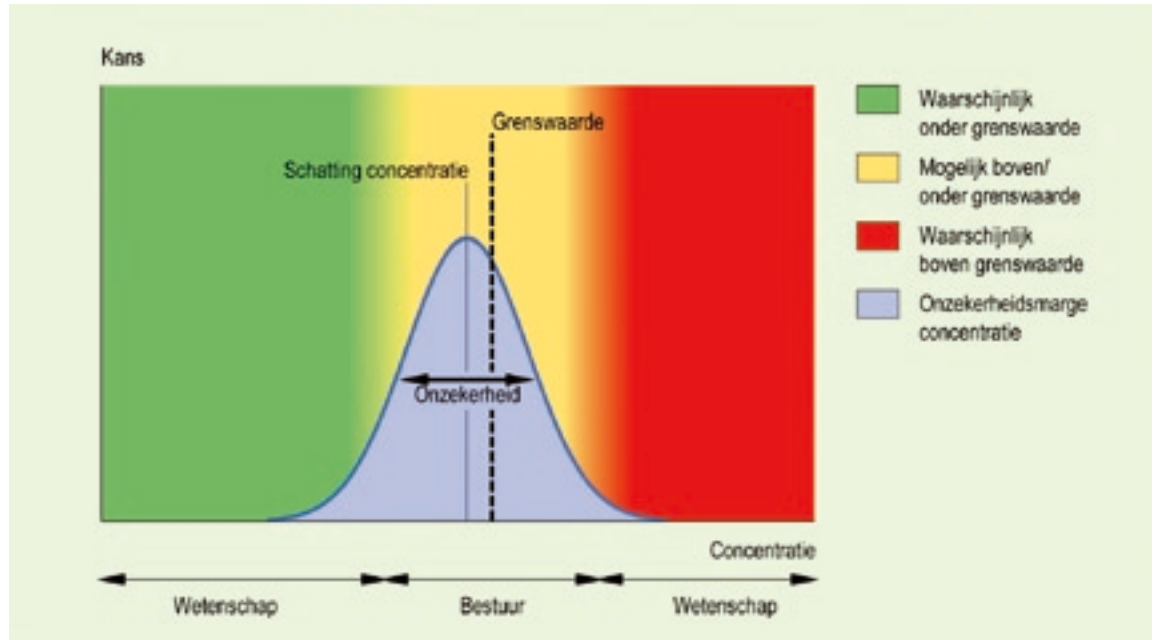 Kans
Grenswaarde
Schatting concentratie
Onzekerheid
Concentratie
Wetenschap
Bestuur
Wetenschap
Waarschijnlijk
onder grenswaarde
Mogelijk boven/
onder grenswaarde
Waarschijnlijk
boven grenswaarde
Onzekerheidsmarge
concentratie